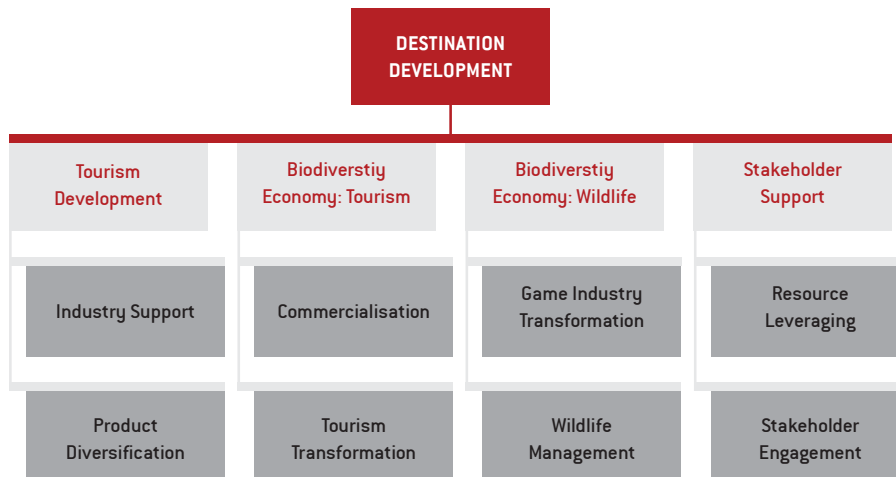 DESTINATION
DEVELOPMENT
Tourism
Development
Biodiverstiy
Economy: Tourism
Biodiverstiy
Economy: Wildlife
Stakeholder
Support
Industry Support
Commercialisation
Game Industry
Transformation
Resource
Leveraging
Product
Diversification
Tourism
Transformation
Wildlife
Management
Stakeholder
Engagement